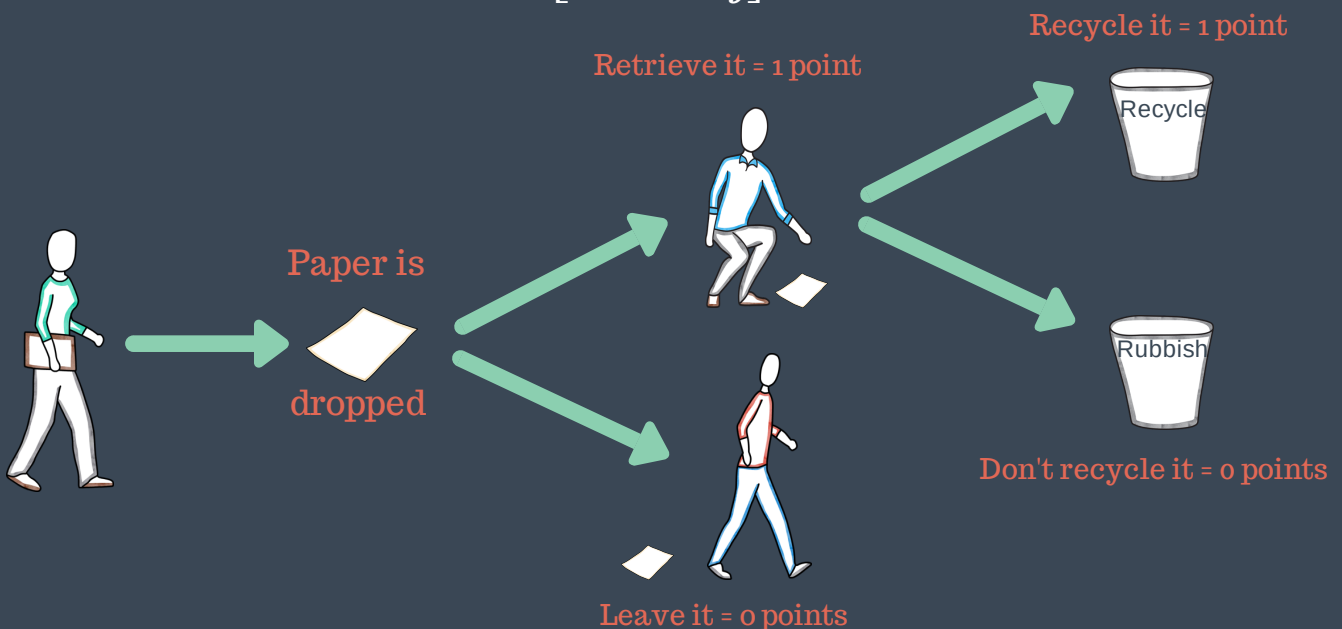 Recycle it = 1 point
Retrieve it = 1 point
Recycle
Paper is
dropped
Rubbish
Don't recycle it = 0 points
Leave it = 0 points